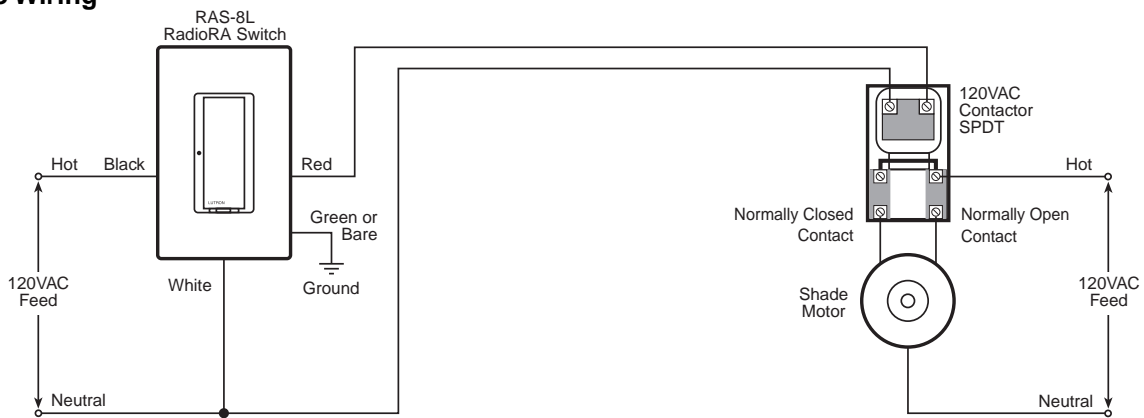 Wiring
RAS-8L
RadioRA Switch
120VAC
Contactor
SPDT
Hot
Black
Red
Hot
LUTRON
Green or
Bare
Normally Closed
Contact
Normally Open
Contact
120VAC
Feed
White
Ground
Shade
Motor
120VAC
Feed
Neutral
Neutral